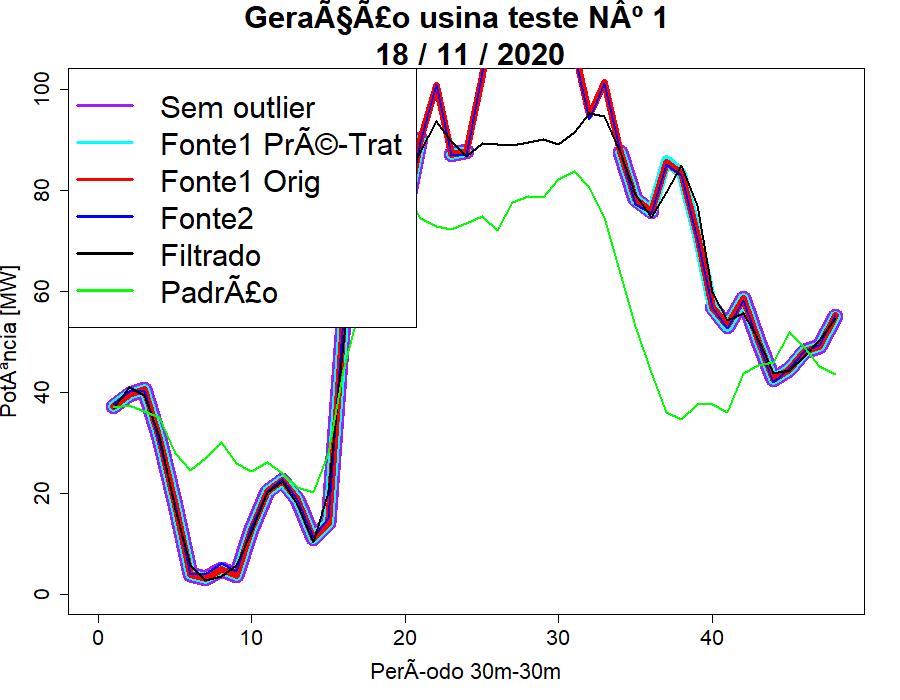 GeraÃ§Ã£o usina teste NÂº 1
18 / 11 / 2020
Sem outlier
Fonte1 PrÃ©-Trat
Fonte1 Orig
Fonte2
Filtrado
PadrÃ£o
PotÃªncia [MW]
100
80
60
40
20
0
0 10 20 30 40
PerÃ­-odo 30m-30m